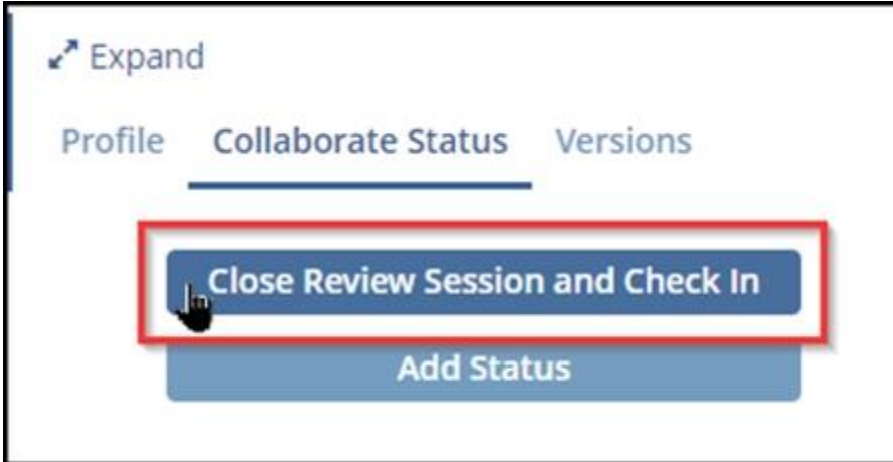 Expand
Profile Collaborate Status Versions
Close Review Session and Check In
Add Status